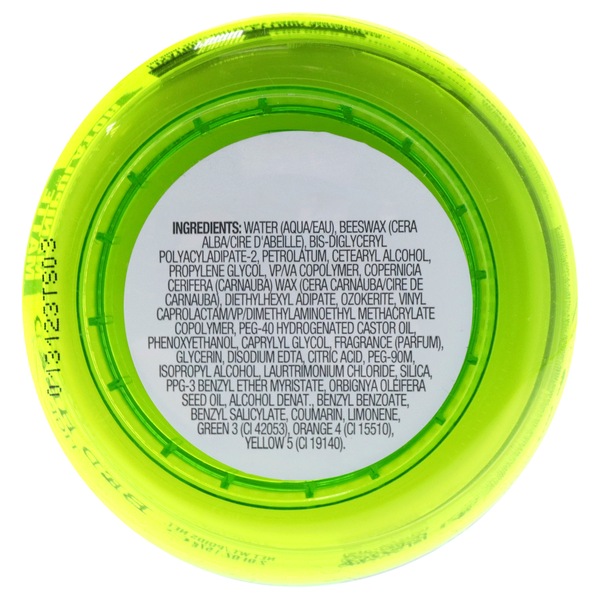 INGREDIENTS: WATER (AQUA/EAU), BEESWAX (CERA
ALBA/CIRE D'ABEILLE), BIS-DIGLYCERYL
POLYACYLADIPATE-2, PETROLATUM, CETEARYL ALCOHOL,
PROPYLENE GLYCOL, VP/VA COPOLYMER, COPERNICIA
CERIFERA (CARNAUBA) WAX (CERA CARNAUBA/CIRE DE
CARNAUBA), DIETHYLHEXYL ADIPATE, OZOKERITE, VINYL
CAPROLACTAM/VP/DIMETHYLAMINOETHYL METHACRYLATE
COPOLYMER, PEG-40 HYDROGENATED CASTOR OIL,
PHENOXYETHANOL, CAPRYLYL GLYCOL, FRAGRANCE (PARFUM),
GLYCERIN, DISODIUM EDTA, CITRIC ACID, PEG-90M,
ISOPROPYL ALCOHOL, LAURTRIMONIUM CHLORIDE, SILICA,
PPG-3 BENZYL ETHER MYRISTATE, ORBIGNYA OLEIFERA
SEED OIL, ALCOHOL DENAT., BENZYL BENZOATE,
BENZYL SALICYLATE, COUMARIN, LIMONENE,
GREEN 3 (CI 42053), ORANGE 4 (CI 15510),
YELLOW 5 (CI 19140).
013123TS03